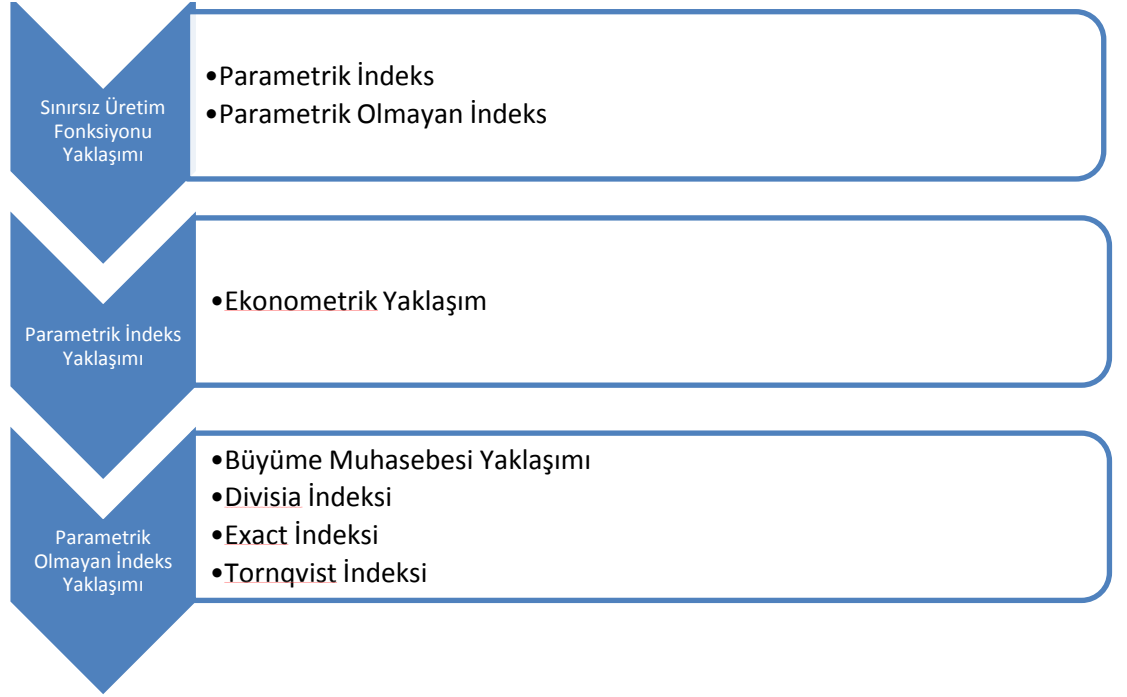 Sınırsız Üretim
Fonksiyonu
Yaklaşımı
•Parametrik İndeks
•Parametrik Olmayan İndeks
Parametrik İndeks
Yaklaşımı
•Ekonometrik Yaklaşım
Parametrik
Olmayan İndeks
Yaklaşımı
•Büyüme Muhasebesi Yaklaşımı
•Divisia İndeksi
•Exact İndeksi
•Tornqvist İndeksi